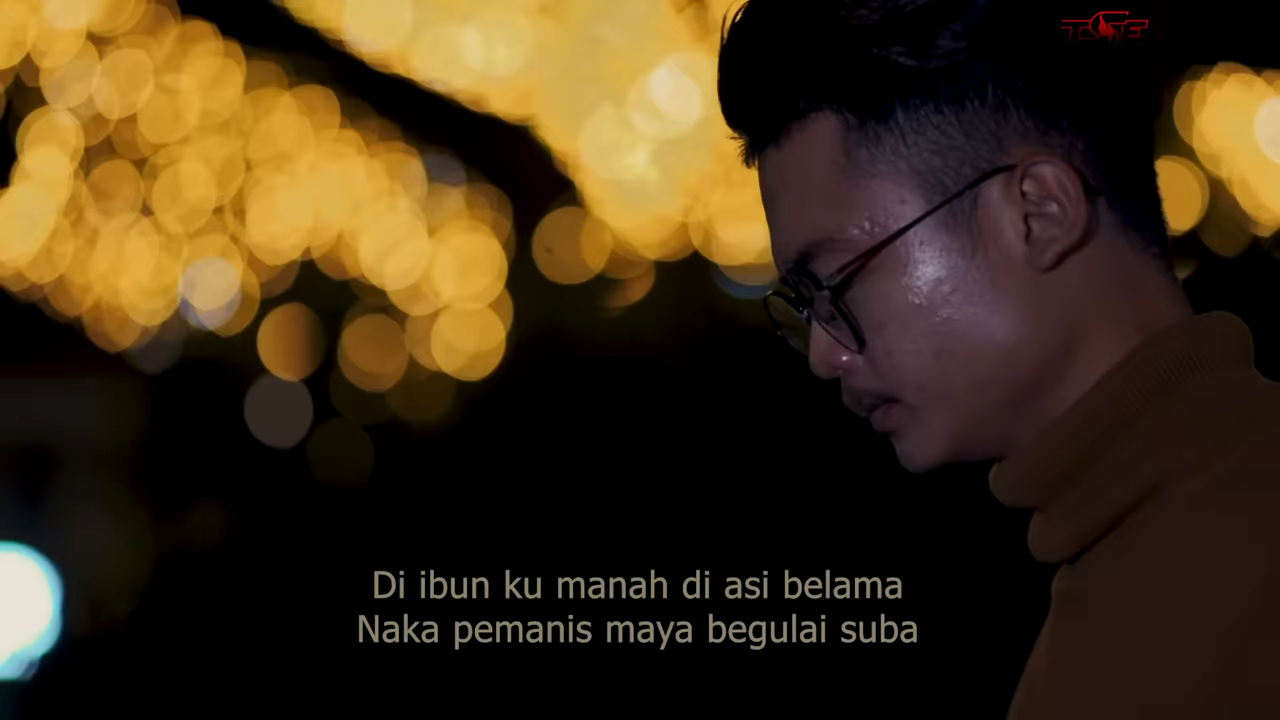 Di ibun ku manah di asi belama
Naka pemanis maya begulai suba